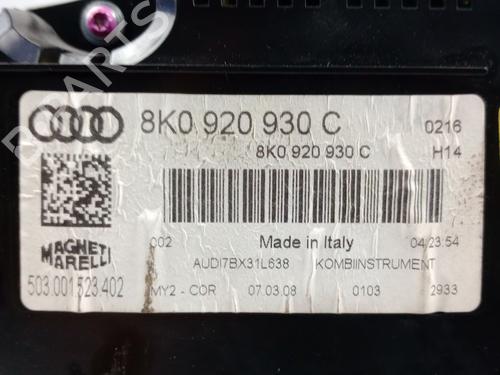 8K0 920 930 C 0216
8K0 920 930 C H14
002 Made in Italy 04:23:54
MAGNETI MARELLI
AUDI7BX31L638 KOMBIINSTRUMENT
503.001.523.402
MY2 - COR 07.03.08 0103 2933